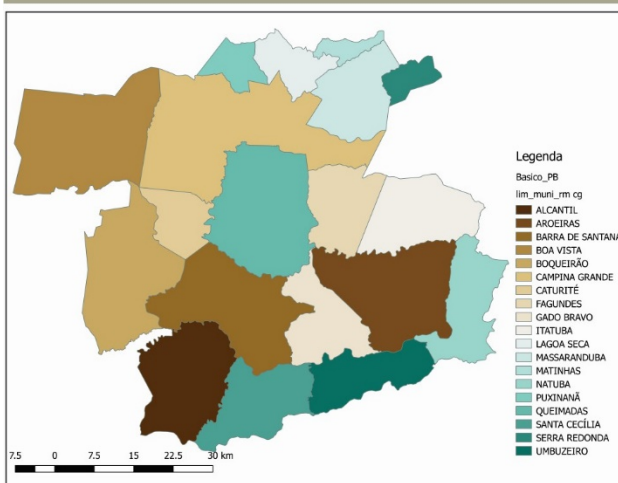 Legenda
Basico_PB
lim_muni_rm cg
ALCANTIL
AROEIRAS
BARRA DE SANTANA
BOA VISTA
BOQUEIRÃO
CAMPINA GRANDE
CATURITÉ
FAGUNDES
GADO BRAVO
ITATUBA
LAGOA SECA
MASSARANDUBA
MATINHAS
NATUBA
PUXINANÃ
QUEIMADAS
SANTA CECÍLIA
SERRA REDONDA
UMBUZEIRO
7.5 0 7.5 15 22.5 30 km